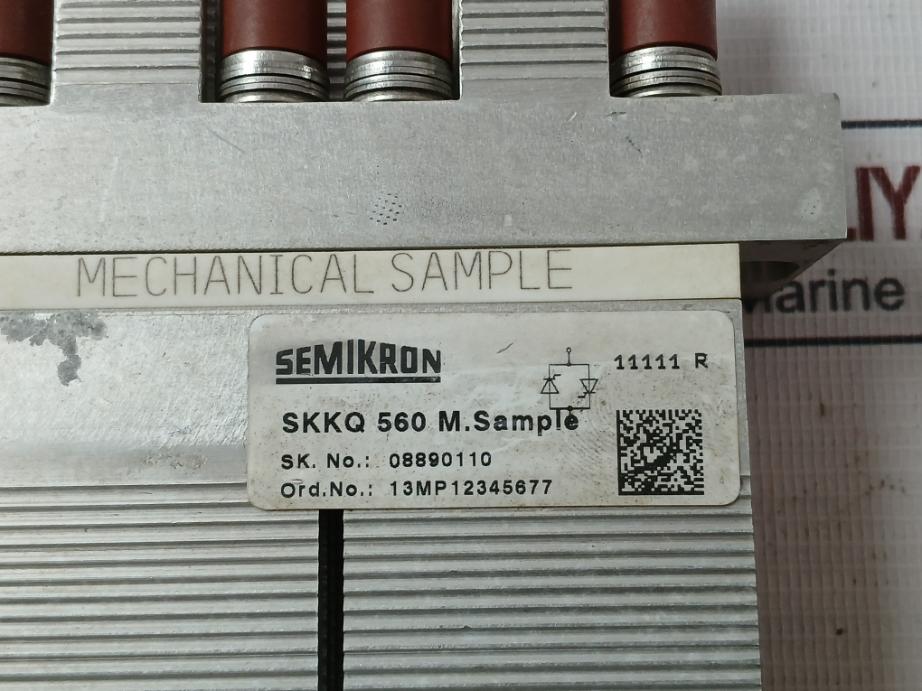 MECHANICAL SAMPLE
SEMIKRON
11111 R
SKKQ 560 M.Sample
SK. No.: 08890110
Ord.No.: 13MP12345677